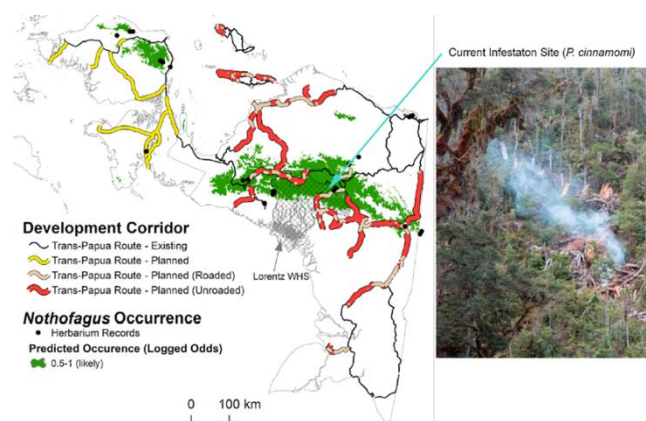 Current Infestaton Site (P. cinnamomi)
Development Corridor
Trans-Papua Route - Existing
Trans-Papua Route - Planned
Trans-Papua Route - Planned (Roaded)
Trans-Papua Route - Planned (Unroaded)
Lorentz WHS
Nothofagus Occurrence
Herbarium Records
Predicted Occurence (Logged Odds)
0.5-1 (likely)
0 100 km